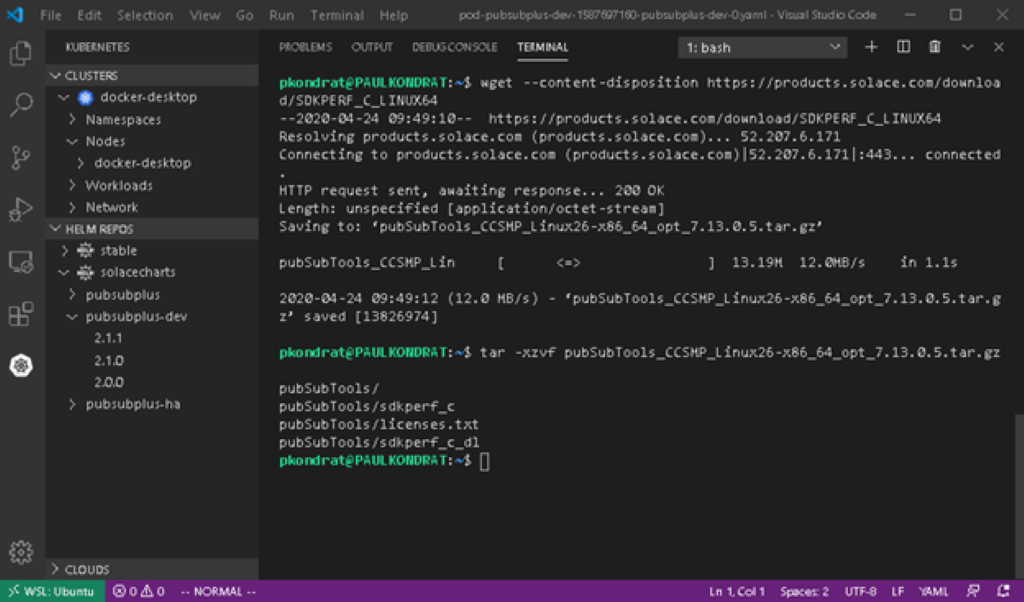 File Edit Selection View Go Run Terminal Help pod-pubsubplus-dev-1587697160-pubsubplus-dev-0.yaml - Visual Studio Code
KUBERNETES
CLUSTERS
docker-desktop
Namespaces
Nodes
docker-desktop
Workloads
Network
HELM REPOS
stable
solacecharts
pubsubplus
pubsubplus-dev
2.1.1
2.1.0
2.0.0
pubsubplus-ha
CLOUDS
PROBLEMS OUTPUT DEBUG CONSOLE TERMINAL 1: bash
pkondrat@PAULKONDRAT:~$ wget --content-disposition https://products.solace.com/downloa
d/SDKPERF_C_LINUX64
--2020-04-24 09:49:10-- https://products.solace.com/download/SDKPERF_C_LINUX64
Resolving products.solace.com (products.solace.com)... 52.207.6.171
Connecting to products.solace.com (products.solace.com)|52.207.6.171|:443... connected
.
HTTP request sent, awaiting response... 200 OK
Length: unspecified [application/octet-stream]
Saving to: ‘pubSubTools_CCSMP_Linux26-x86_64_opt_7.13.0.5.tar.gz’
pubSubTools_CCSMP_Lin [ <=> ] 13.19M 12.0MB/s in 1.1s
2020-04-24 09:49:12 (12.0 MB/s) - ‘pubSubTools_CCSMP_Linux26-x86_64_opt_7.13.0.5.tar.g
z’ saved [13826974]
pkondrat@PAULKONDRAT:~$ tar -xzvf pubSubTools_CCSMP_Linux26-x86_64_opt_7.13.0.5.tar.gz
pubSubTools/
pubSubTools/sdkperf_c
pubSubTools/licenses.txt
pubSubTools/sdkperf_c_dl
pkondrat@PAULKONDRAT:~$
WSL: Ubuntu 0 0 -- NORMAL -- Ln 1, Col 1 Spaces: 2 UTF-8 LF YAML